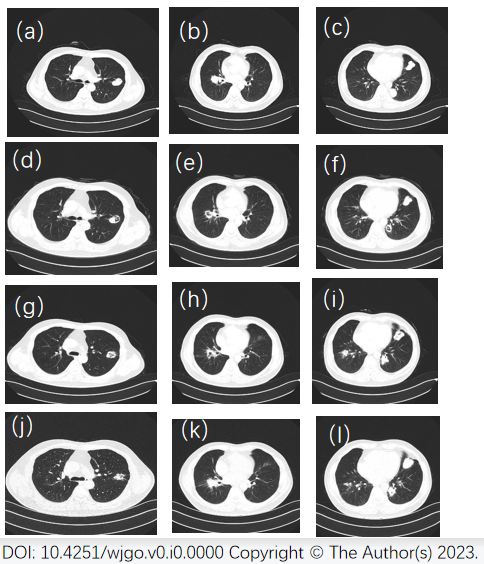 (a) (b) (c)
(d) (e) (f)
(g) (h) (i)
(j) (k) (l)
DOI: 10.4251/wjgo.v0.i0.0000 Copyright © The Author(s) 2023.